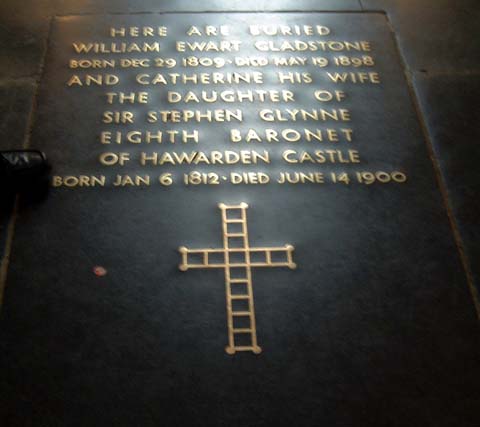 HERE ARE BURIED
WILLIAM EWART GLADSTONE
BORN DEC 29 1809 · DIED MAY 19 1898
AND CATHERINE HIS WIFE
THE DAUGHTER OF
SIR STEPHEN GLYNNE
EIGHTH BARONET
OF HAWARDEN CASTLE
BORN JAN 6 1812 · DIED JUNE 14 1900